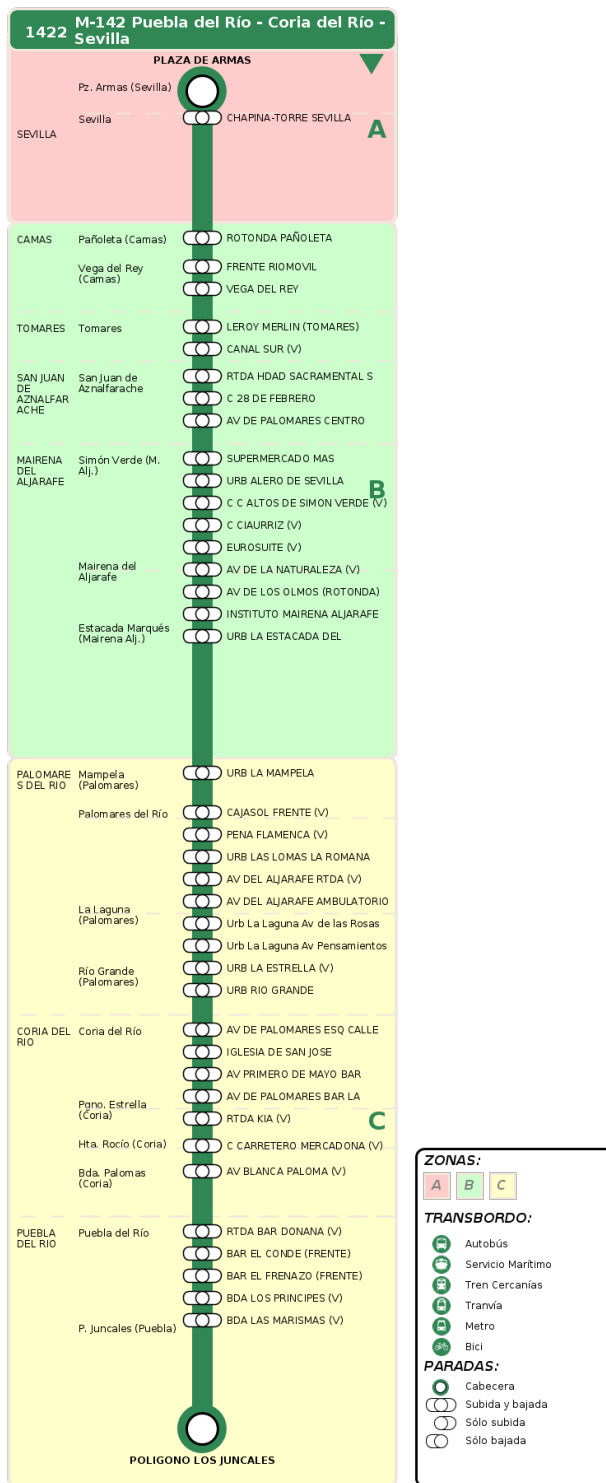 1422 M-142 Puebla del Río - Coria del Río -
Sevilla
PLAZA DE ARMAS
Pz. Armas (Sevilla)
Sevilla
CHAPINA-TORRE SEVILLA
SEVILLA
A
CAMAS
Pañoleta (Camas)
ROTONDA PAÑOLETA
Vega del Rey
(Camas)
FRENTE RIOMOVIL
VEGA DEL REY
TOMARES
Tomares
LEROY MERLIN (TOMARES)
CANAL SUR (V)
SAN JUAN
DE
AZNALFAR
ACHE
San Juan de
Aznalfarache
RTDA HDAD SACRAMENTAL S
C 28 DE FEBRERO
AV DE PALOMARES CENTRO
MAIRENA
DEL
ALJARAFE
Simón Verde (M.
Alj.)
SUPERMERCADO MAS
URB ALERO DE SEVILLA
B
C C ALTOS DE SIMON VERDE (V)
C CIAURRIZ (V)
EUROSUITE (V)
Mairena del
Aljarafe
AV DE LA NATURALEZA (V)
AV DE LOS OLMOS (ROTONDA)
INSTITUTO MAIRENA ALJARAFE
Estacada Marqués
(Mairena Alj.)
URB LA ESTACADA DEL
PALOMARE
S DEL RIO
Mampela
(Palomares)
URB LA MAMPELA
Palomares del Río
CAJASOL FRENTE (V)
PENA FLAMENCA (V)
URB LAS LOMAS LA ROMANA
AV DEL ALJARAFE RTDA (V)
AV DEL ALJARAFE AMBULATORIO
La Laguna
(Palomares)
Urb La Laguna Av de las Rosas
Urb La Laguna Av Pensamientos
Río Grande
(Palomares)
URB LA ESTRELLA (V)
URB RIO GRANDE
CORIA DEL
RIO
Coria del Río
AV DE PALOMARES ESQ CALLE
IGLESIA DE SAN JOSE
AV PRIMERO DE MAYO BAR
AV DE PALOMARES BAR LA
Pgno. Estrella
(Coria)
RTDA KIA (V)
C
Hta. Rocío (Coria)
C CARRETERO MERCADONA (V)
Bda. Palomas
(Coria)
AV BLANCA PALOMA (V)
PUEBLA
DEL RIO
Puebla del Río
RTDA BAR DONANA (V)
BAR EL CONDE (FRENTE)
BAR EL FRENAZO (FRENTE)
BDA LOS PRINCIPES (V)
BDA LAS MARISMAS (V)
P. Juncales (Puebla)
POLIGONO LOS JUNCALES
ZONAS:
A B C
TRANSBORDO:
Autobús
Servicio Marítimo
Tren Cercanías
Tranvía
Metro
Bici
PARADAS:
Cabecera
Subida y bajada
Sólo subida
Sólo bajada